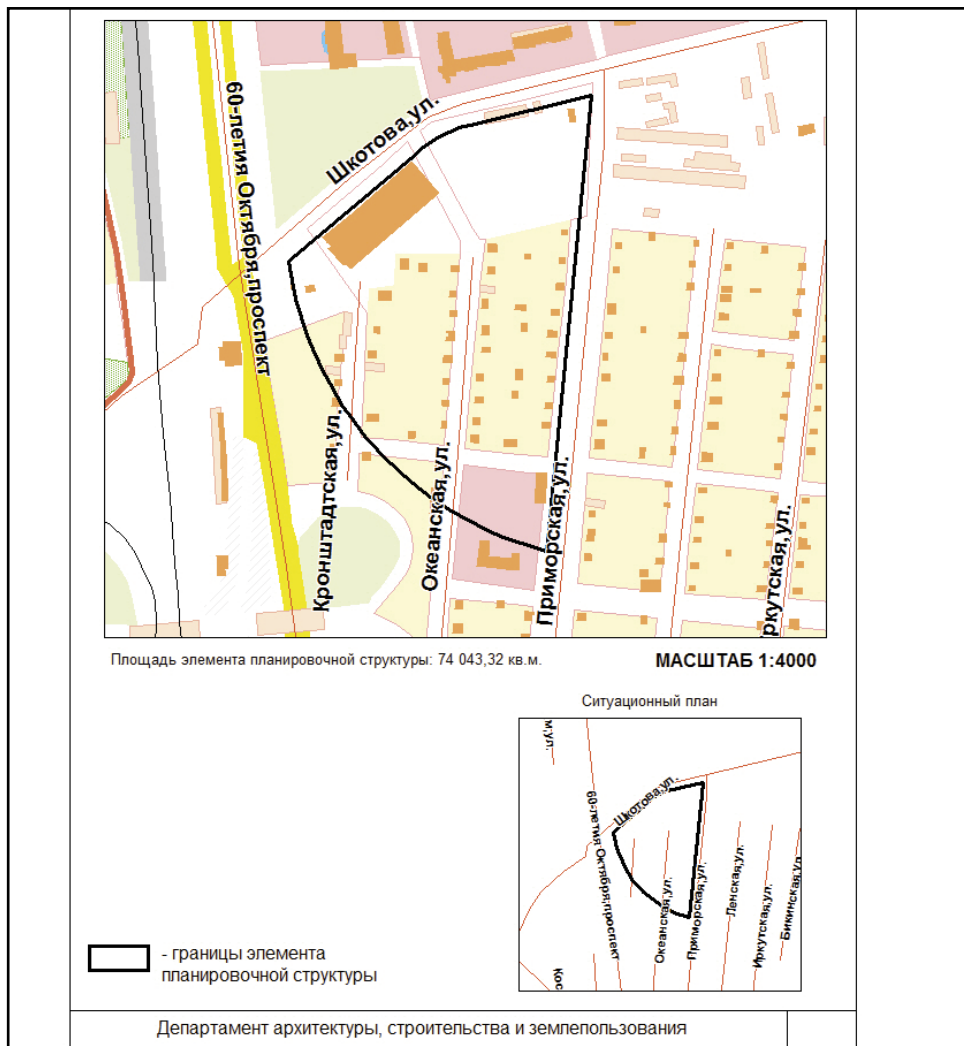 60-летия Октября,проспект
Шкотова,ул.
Кронштадтская,ул.
Океанская,ул.
Приморская,ул.
ркутская,ул.
Площадь элемента планировочной структуры: 74 043,32 кв.м.
МАСШТАБ 1:4000
Ситуационный план
м,ул.
60-летия Октября,проспект
Шкотова,ул.
Океанская,ул.
Приморская,ул.
Ленская,ул.
Иркутская,ул.
Бикинская,ул.
Кос
- границы элемента
планировочной структуры
Департамент архитектуры, строительства и землепользования